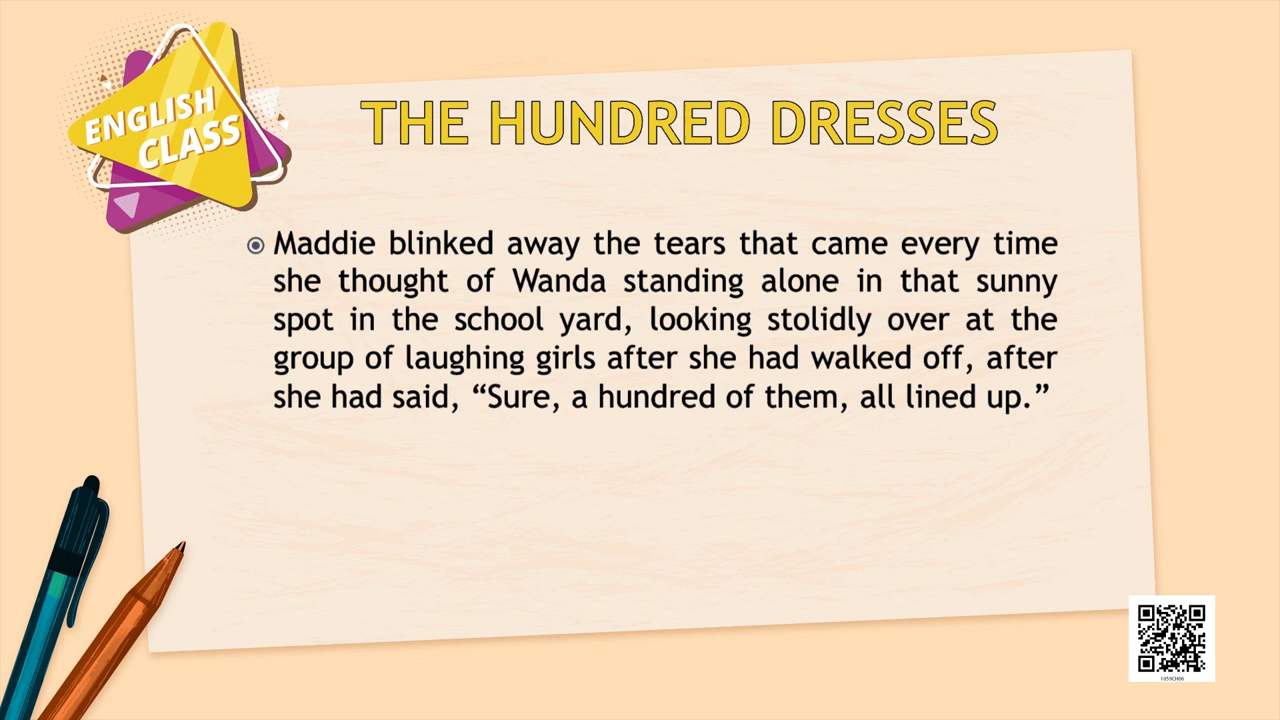 ENGLISH
CLASS
THE HUNDRED DRESSES
Maddie blinked away the tears that came every time
she thought of Wanda standing alone in that sunny
spot in the school yard, looking stolidly over at the
group of laughing girls after she had walked off, after
she had said, “Sure, a hundred of them, all lined up.”
1059CH06